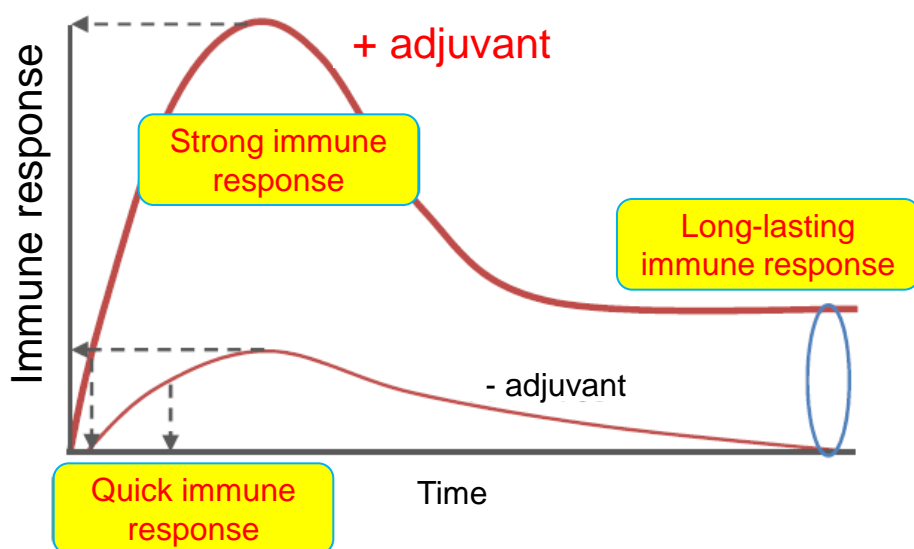 + adjuvant
Immune response
Strong immune
response
Long-lasting
immune response
- adjuvant
Quick immune
response
Time